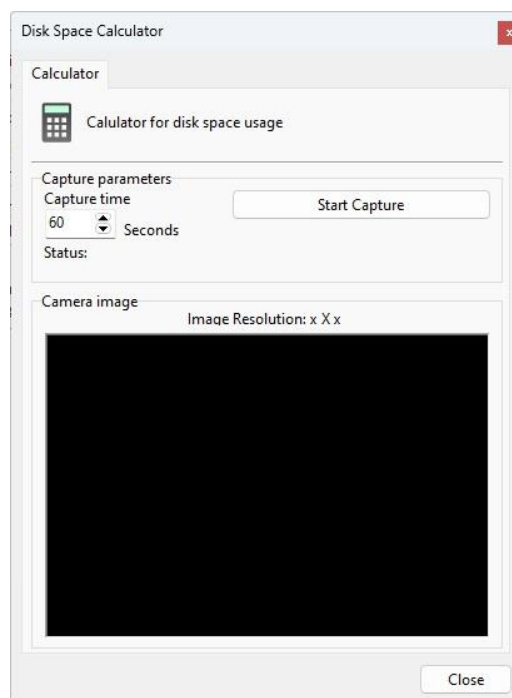 Disk Space Calculator
x
Calculator
Calulator for disk space usage
Capture parameters
Capture time
Start Capture
60
Seconds
Status:
Camera image
Image Resolution: x X x
Close